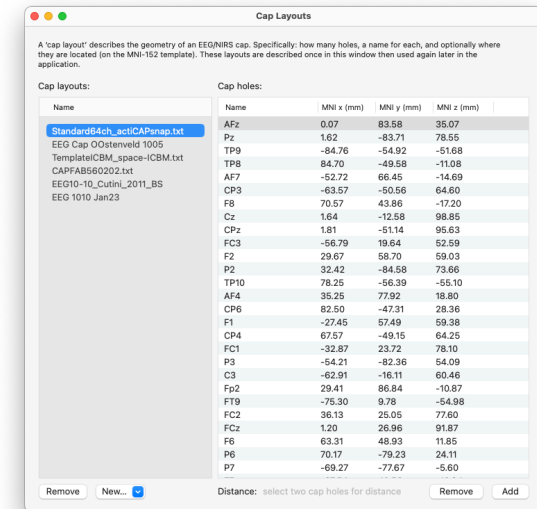 Cap Layouts
A 'cap layout' describes the geometry of an EEG/NIRS cap. Specifically: how many holes, a name for each, and optionally where
they are located (on the MNI-152 template). These layouts are described once in this window then used again later in the
application.
Cap layouts:
Name
Standard64ch_actiCAPsnap.txt
EEG Cap OOstenveld 1005
TemplateICBM_space-ICBM.txt
CAPFAB560202.txt
EEG10-10_Cutini_2011_BS
EEG 1010 Jan23
Remove New...
Cap holes:
Name MNI x (mm) MNI y (mm) MNI z (mm)
AFz 0.07 83.58 35.07
Pz 1.62 -83.71 78.55
TP9 -84.76 -54.92 -51.68
TP8 84.70 -49.58 -11.08
AF7 -52.72 66.45 -14.69
CP3 -63.57 -50.56 64.60
F8 70.57 43.86 -17.20
Cz 1.64 -12.58 98.85
CPz 1.81 -51.14 95.63
FC3 -56.79 19.64 52.59
F2 29.67 58.70 59.03
P2 32.42 -84.58 73.66
TP10 78.25 -56.39 -55.10
AF4 35.25 77.92 18.80
CP6 82.50 -47.31 28.36
F1 -27.45 57.49 59.38
CP4 67.57 -49.15 64.25
FC1 -32.87 23.72 78.10
P3 -54.21 -82.36 54.09
C3 -62.91 -16.11 60.46
Fp2 29.41 86.84 -10.87
FT9 -75.30 9.78 -54.98
FC2 36.13 25.05 77.60
FCz 1.20 26.96 91.87
F6 63.31 48.93 11.85
P6 70.17 -79.23 24.11
P7 -69.27 -77.67 -5.60
Distance: select two cap holes for distance Remove Add